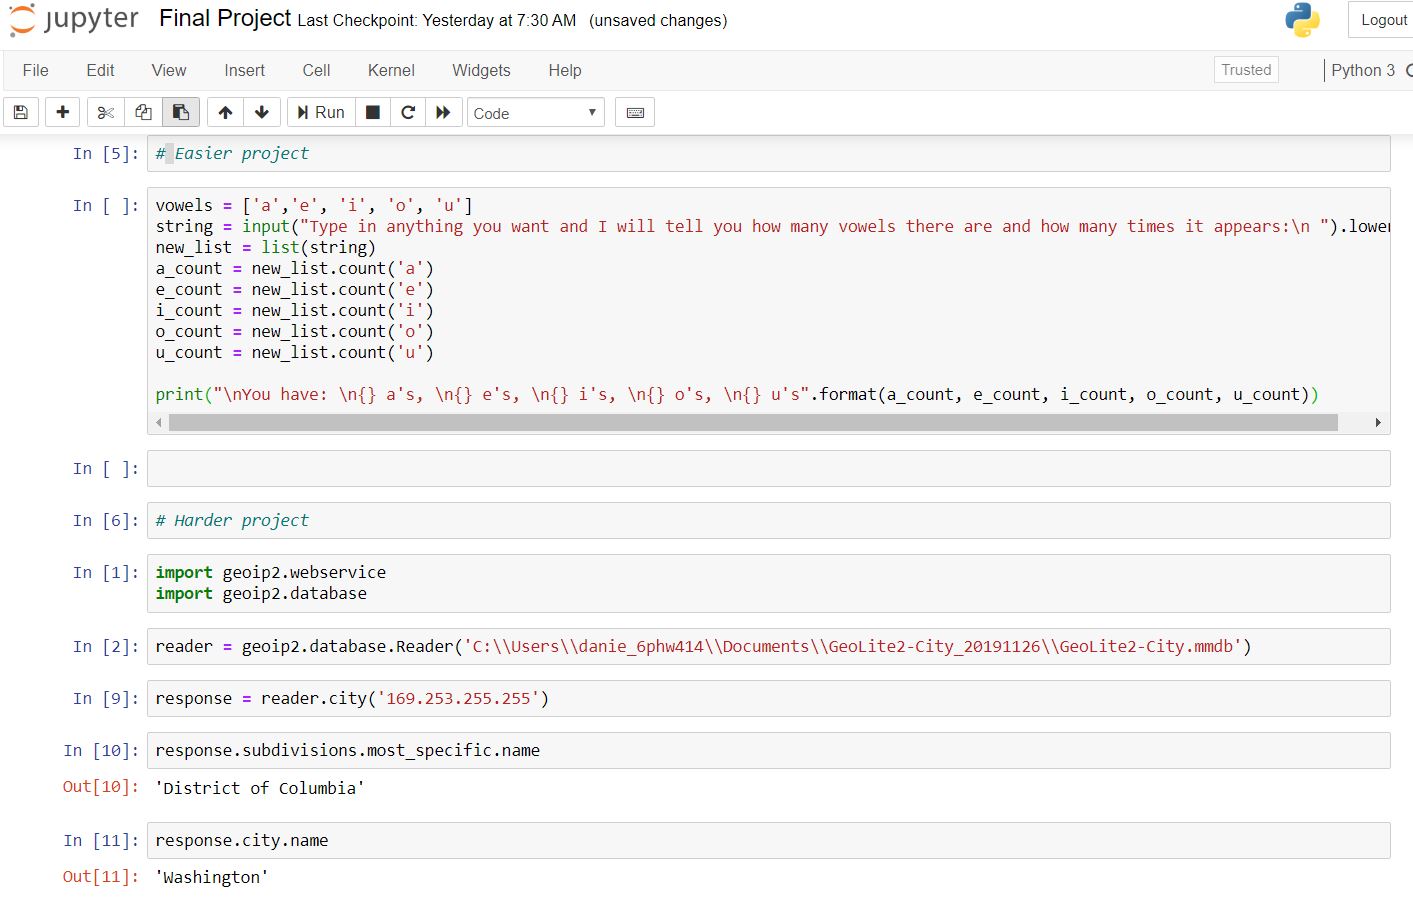 jupyter Final Project Last Checkpoint: Yesterday at 7:30 AM (unsaved changes) Logout
File Edit View Insert Cell Kernel Widgets Help Trusted Python 3
Run Code
In [5]: # Easier project
In [ ]: vowels = ['a','e', 'i', 'o', 'u']
string = input("Type in anything you want and I will tell you how many vowels there are and how many times it appears:\n ").lower
new_list = list(string)
a_count = new_list.count('a')
e_count = new_list.count('e')
i_count = new_list.count('i')
o_count = new_list.count('o')
u_count = new_list.count('u')
print("\nYou have: \n{} a's, \n{} e's, \n{} i's, \n{} o's, \n{} u's".format(a_count, e_count, i_count, o_count, u_count))
In [ ]:
In [6]: # Harder project
In [1]: import geoip2.webservice
import geoip2.database
In [2]: reader = geoip2.database.Reader('C:\\Users\\danie_6phw414\\Documents\\GeoLite2-City_20191126\\GeoLite2-City.mmdb')
In [9]: response = reader.city('169.253.255.255')
In [10]: response.subdivisions.most_specific.name
Out[10]: 'District of Columbia'
In [11]: response.city.name
Out[11]: 'Washington'